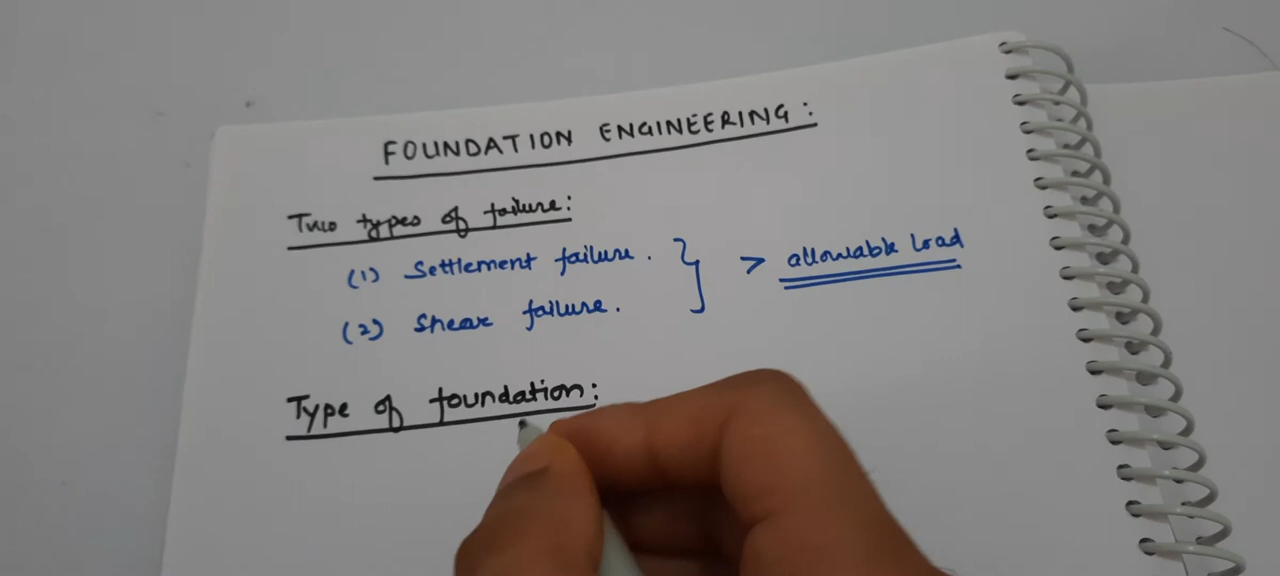 FOUNDATION ENGINEERING:
Two types of failure:
(1) Settlement failure. } > allowable load
(2) Shear failure.
Type of foundation: